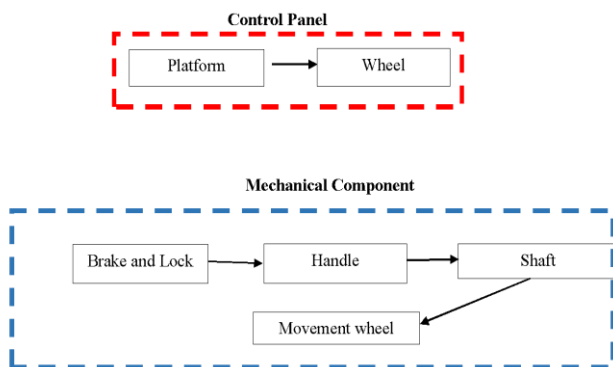 Control Panel
Platform
Wheel
Mechanical Component
Brake and Lock
Handle
Shaft
Movement wheel